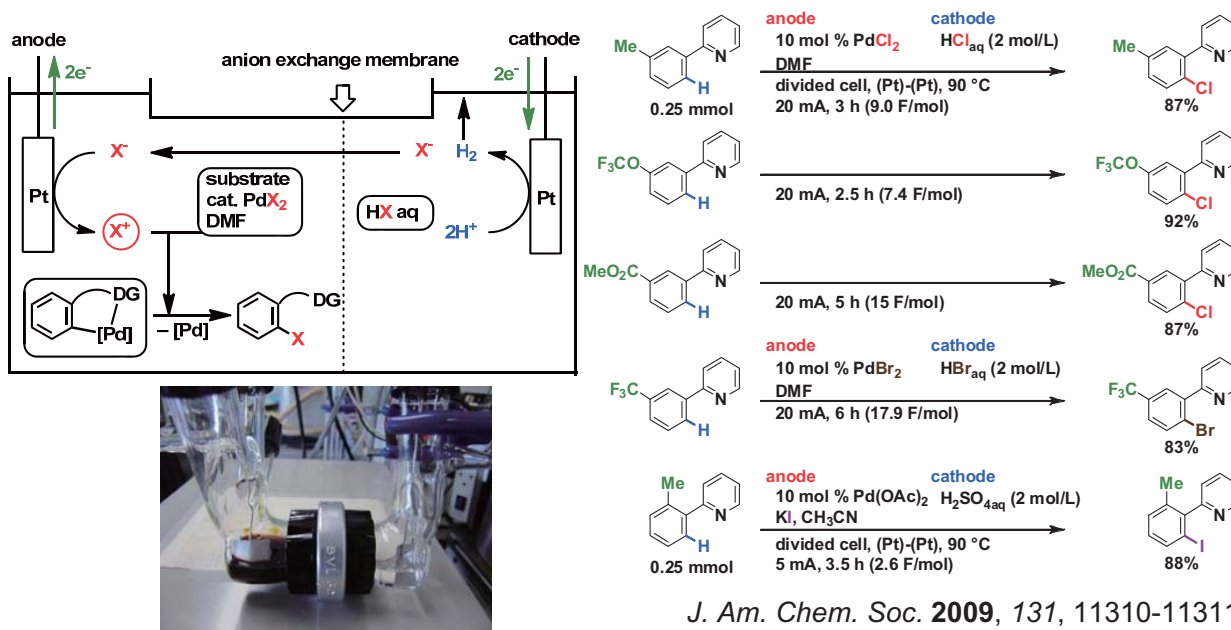 anode
cathode
2e⁻
anion exchange membrane
2e⁻
X⁻
X⁻
H₂
Pt
substrate
cat. PdX₂
DMF
HX aq
Pt
X⁺
2H⁺
DG
[Pd]
– [Pd]
DG
X
Me
N
H
0.25 mmol
anode cathode
10 mol % PdCl₂ HClaq (2 mol/L)
DMF
divided cell, (Pt)-(Pt), 90 °C
20 mA, 3 h (9.0 F/mol)
Me
N
Cl
87%
F₃CO
N
H
20 mA, 2.5 h (7.4 F/mol)
F₃CO
N
Cl
92%
MeO₂C
N
H
20 mA, 5 h (15 F/mol)
MeO₂C
N
Cl
87%
F₃C
N
H
anode cathode
10 mol % PdBr₂ HBraq (2 mol/L)
DMF
20 mA, 6 h (17.9 F/mol)
F₃C
N
Br
83%
Me
N
H
0.25 mmol
anode cathode
10 mol % Pd(OAc)₂ H₂SO₄aq (2 mol/L)
KI, CH₃CN
divided cell, (Pt)-(Pt), 90 °C
5 mA, 3.5 h (2.6 F/mol)
Me
N
I
88%
J. Am. Chem. Soc. 2009, 131, 11310-11311